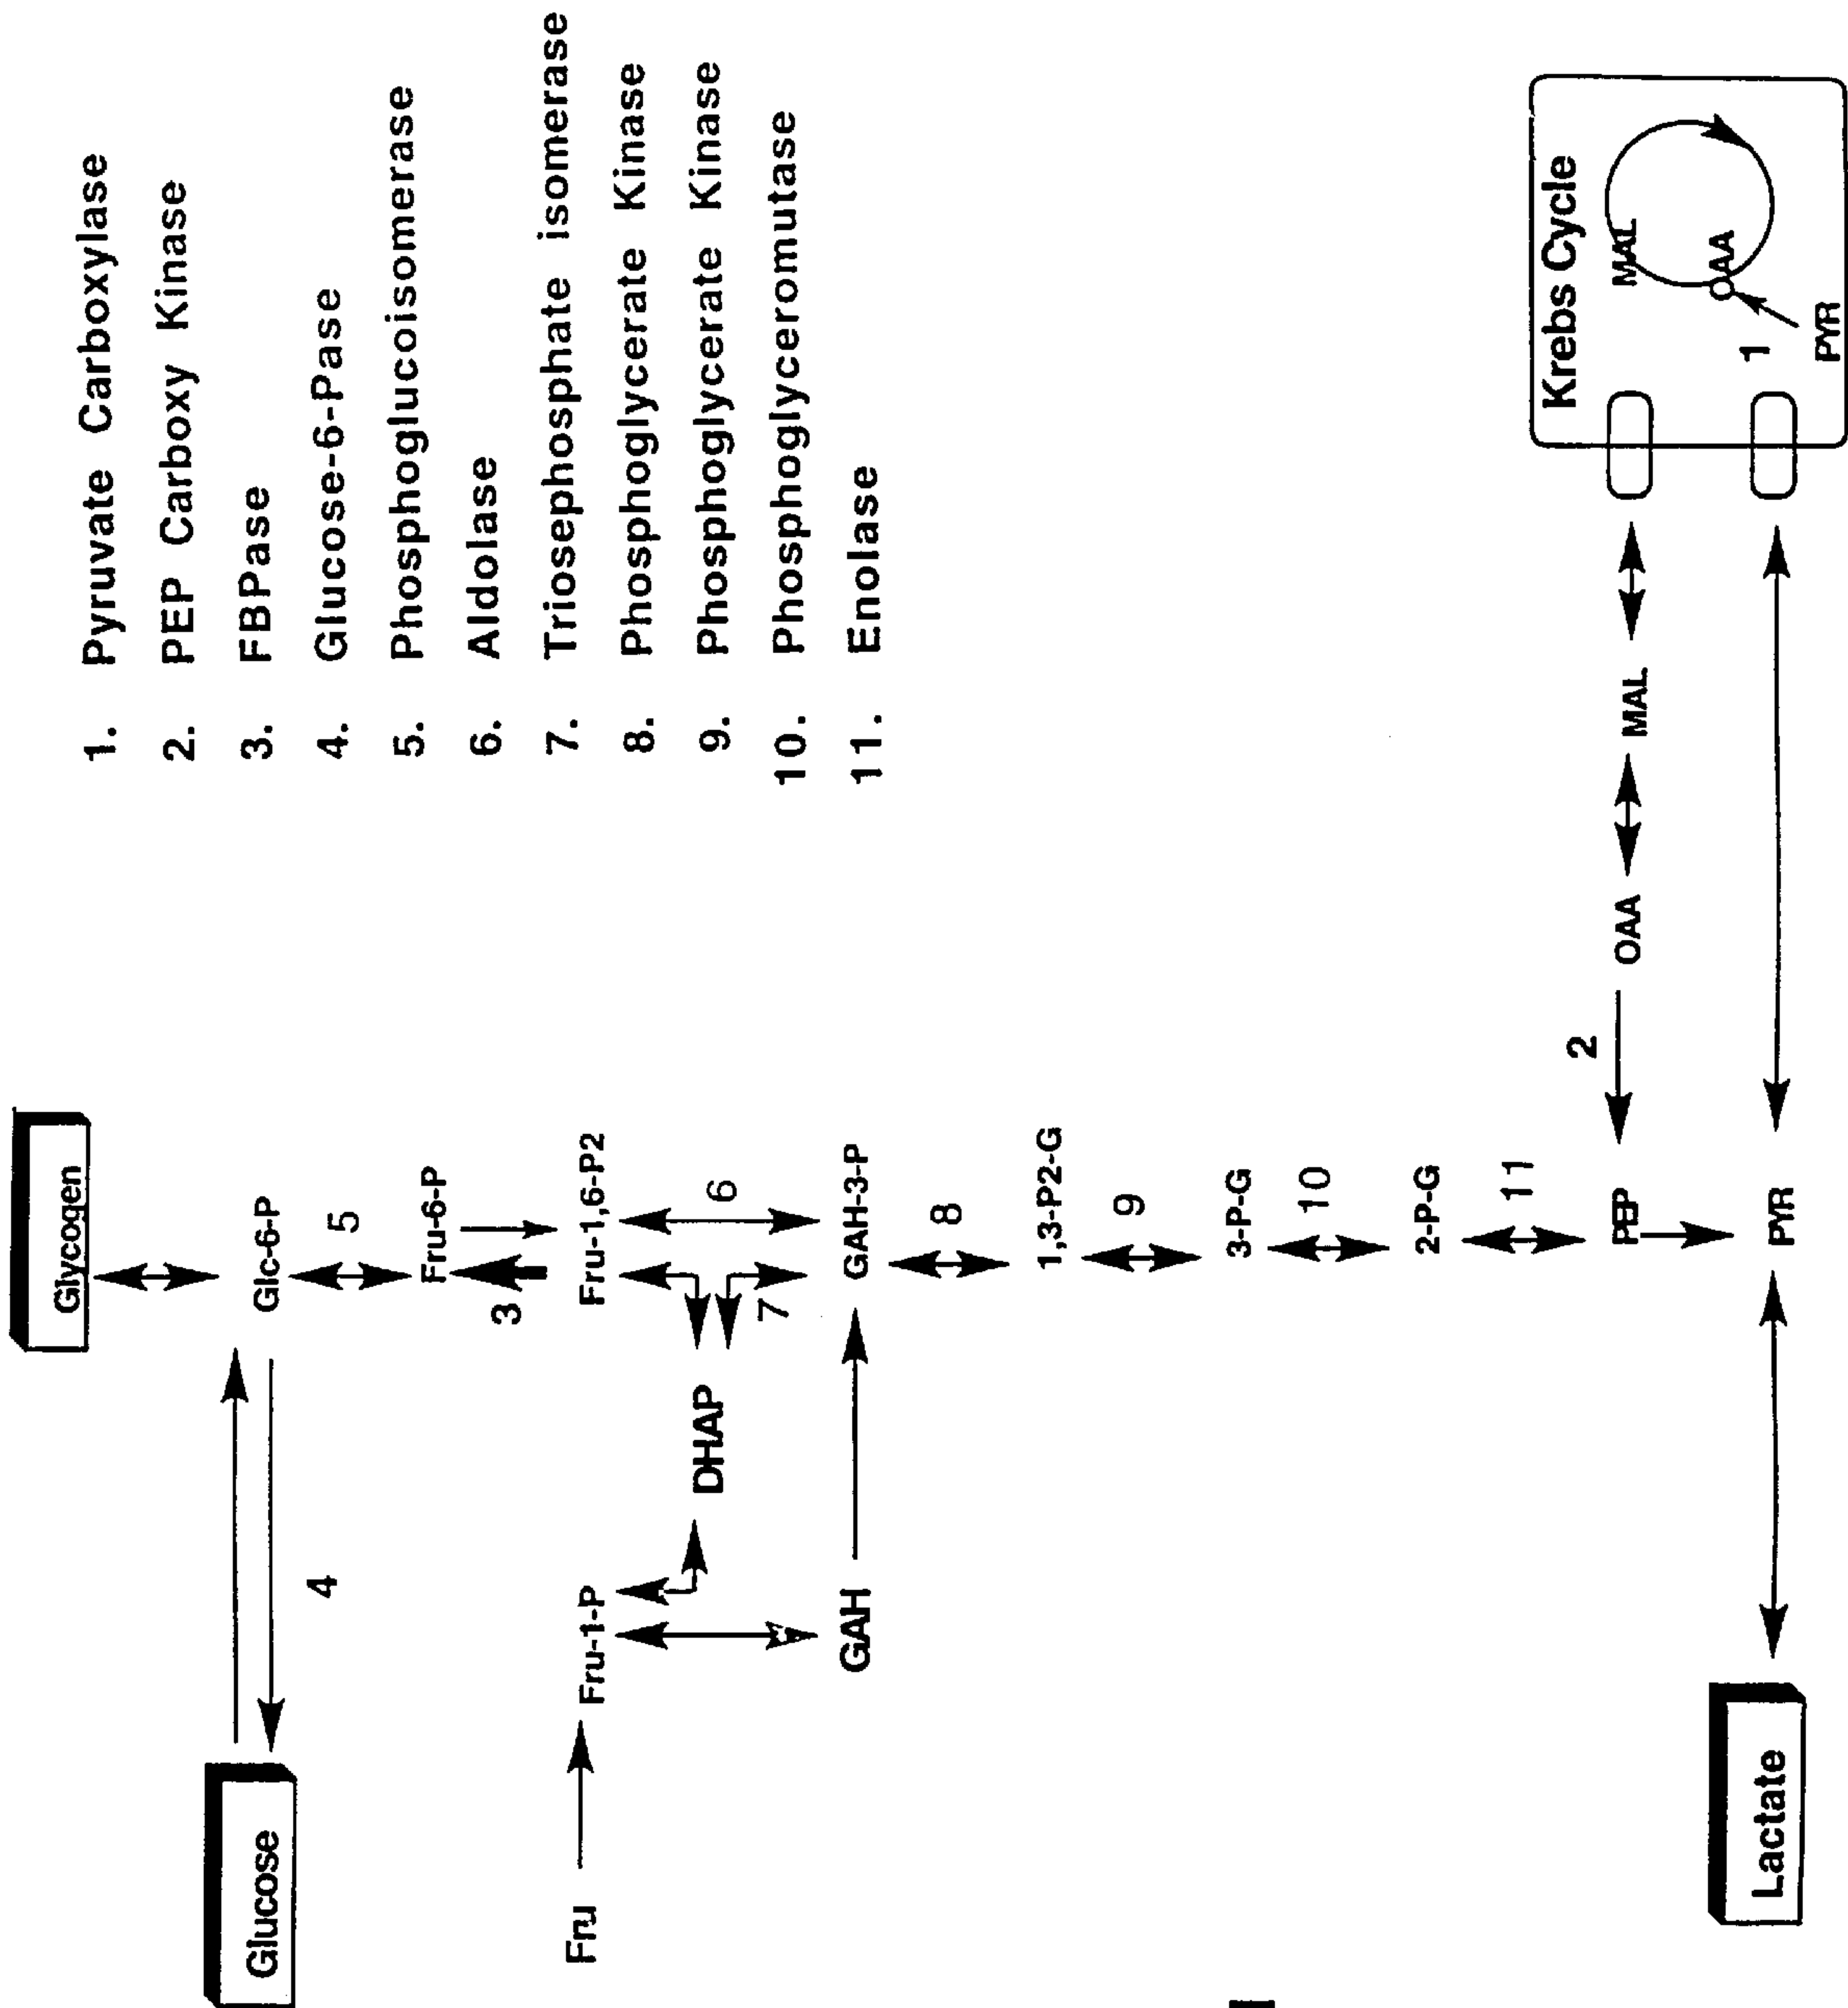 Glycogen
Glucose
Glc-6-P
4
5
Fru-6-P
3
Fru
Fru-1-P
Fru-1,6-P2
DHAP
6
7
GAH
GAH-3-P
8
1,3-P2-G
9
3-P-G
10
2-P-G
11
2
PEP
OAA
MAL
Lactate
PYR
Krebs Cycle
MAL
OAA
1
PYR
1. Pyruvate Carboxylase
2. PEP Carboxy Kinase
3. FBPase
4. Glucose-6-Pase
5. Phosphoglucoisomerase
6. Aldolase
7. Triosephosphate isomerase
8. Phosphoglycerate Kinase
9. Phosphoglycerate Kinase
10. Phosphoglyceromutase
11. Enolase